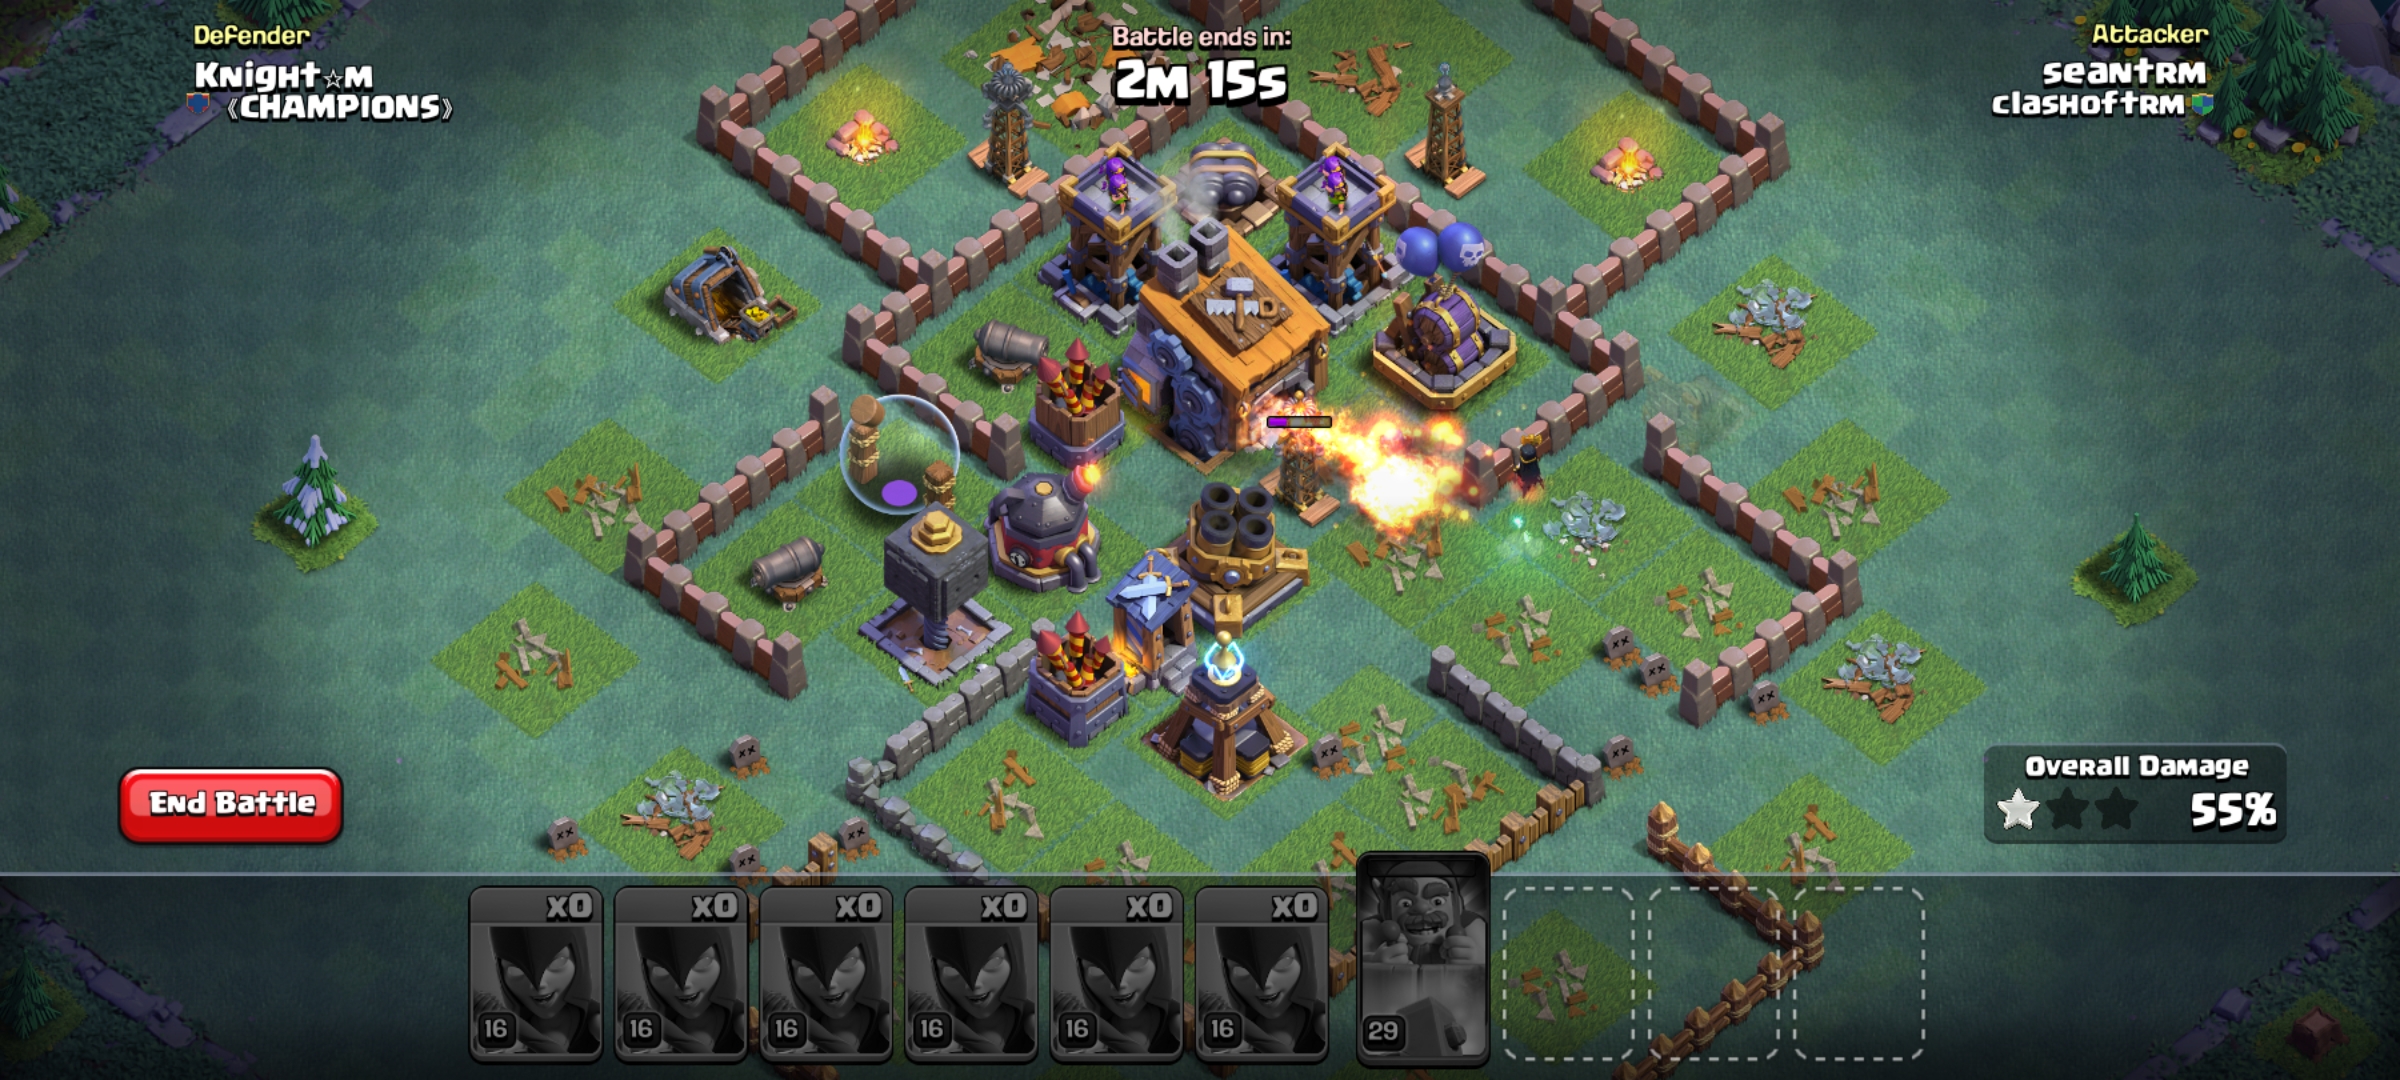 Defender
Knight☆M
《CHAMPIONS》
Battle ends in:
2M 15s
Attacker
seantrm
clashoftrm
End Battle
Overall Damage
55%
x0
x0
x0
x0
x0
x0
16
16
16
16
16
16
29